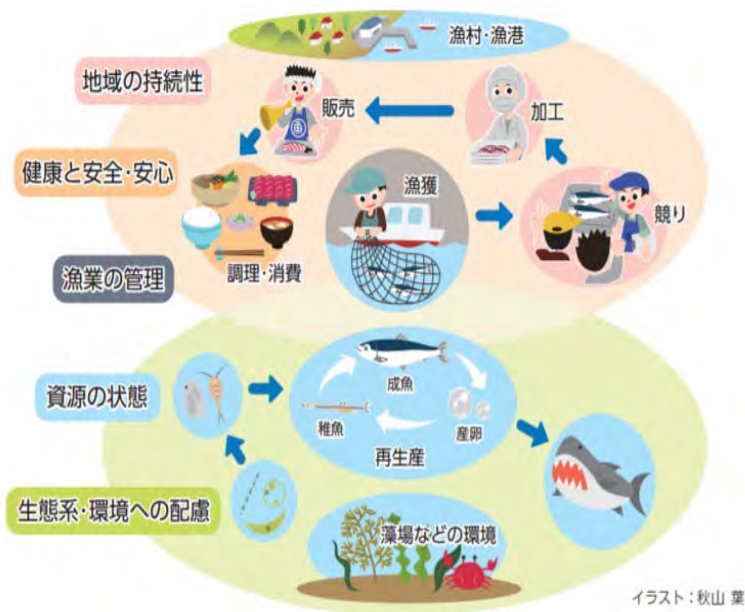 漁村・漁港
地域の持続性
販売
加工
健康と安全・安心
漁獲
競り
調理・消費
漁業の管理
成魚
資源の状態
稚魚
産卵
再生産
生態系・環境への配慮
藻場などの環境
イラスト：秋山 葉